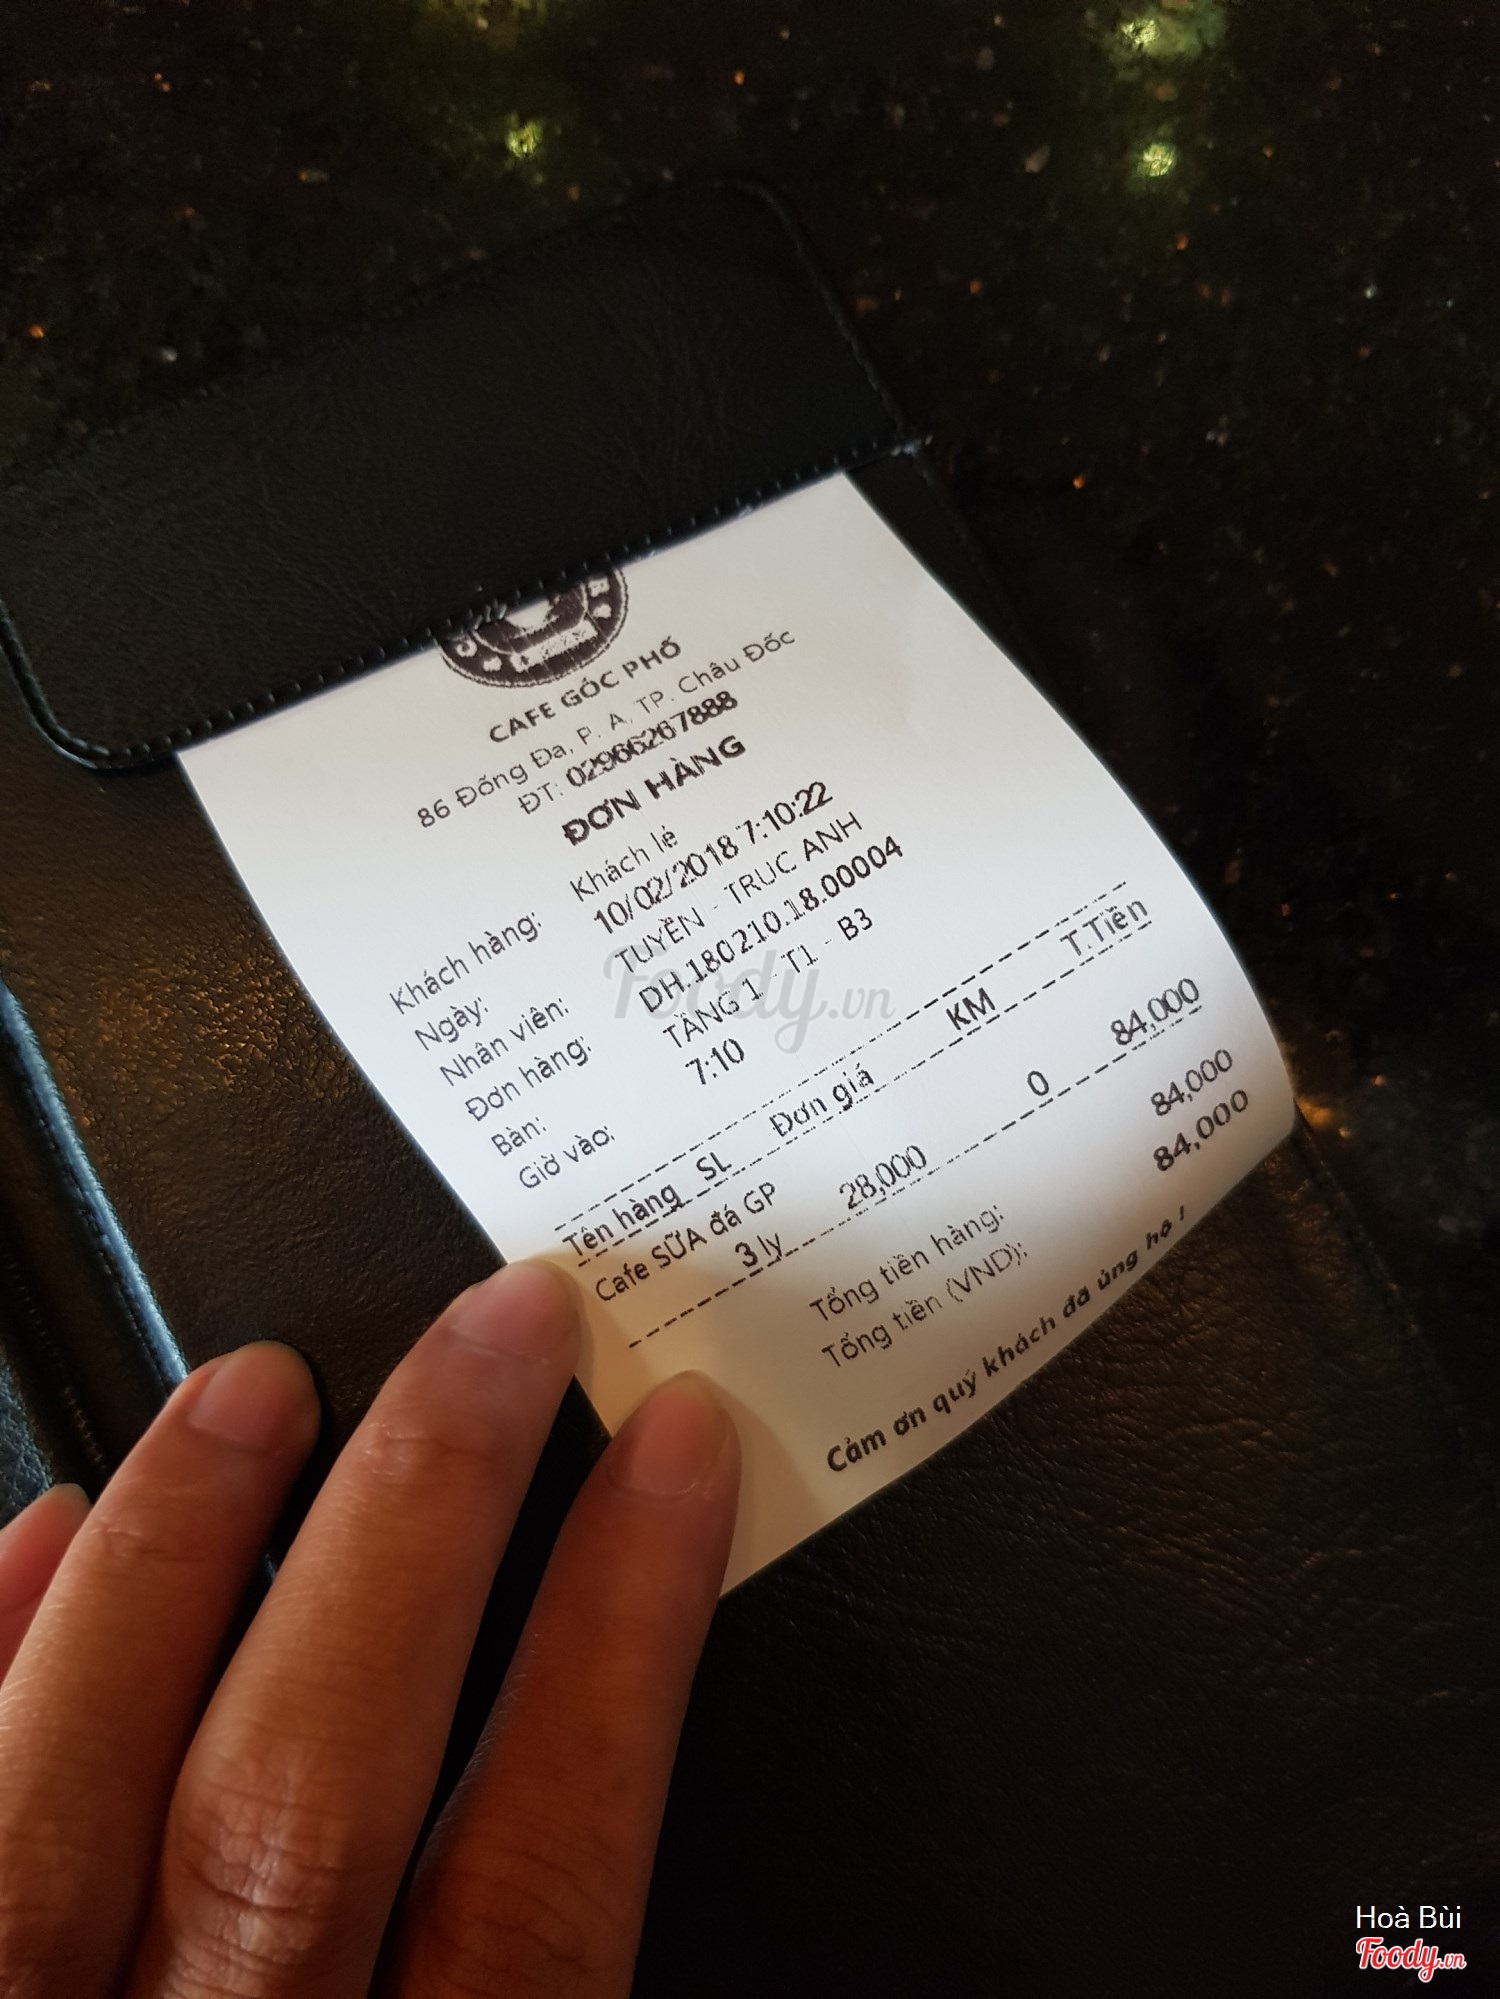 CAFE GÓC PHỐ
86 Đống Đa, P. A, TP. Châu Đốc
ĐT: 02966267888
ĐƠN HÀNG
Khách hàng: Khách lẻ
Ngày: 10/02/2018 7:10:22
Nhân viên: TUYỀN - TRUC ANH
Đơn hàng: DH.180210.18.00004
Bàn: TẦNG 1 - T1 - B3
Giờ vào: 7:10
Tên hàng SL Đơn giá KM T.Tiền
Cafe SỮA đá GP
3 ly 28,000 0 84,000
Tổng tiền hàng: 84,000
Tổng tiền (VND): 84,000
Cảm ơn quý khách đã ủng hộ !
Foody.vn
Hoà Bùi
Foody.vn